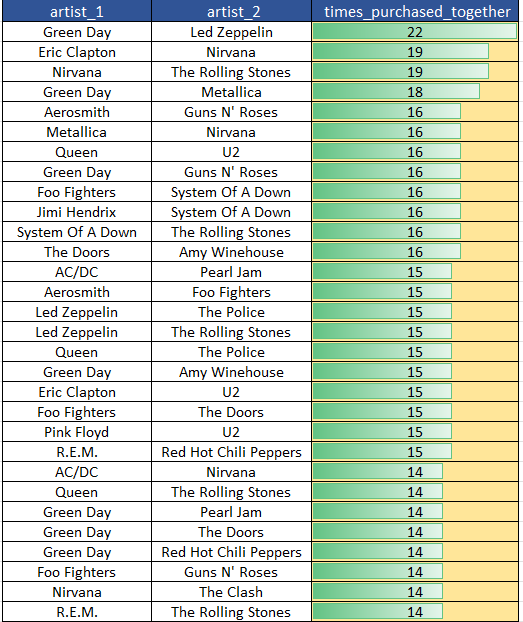 artist_1 artist_2 times_purchased_together
Green Day Led Zeppelin 22
Eric Clapton Nirvana 19
Nirvana The Rolling Stones 19
Green Day Metallica 18
Aerosmith Guns N' Roses 16
Metallica Nirvana 16
Queen U2 16
Green Day Guns N' Roses 16
Foo Fighters System Of A Down 16
Jimi Hendrix System Of A Down 16
System Of A Down The Rolling Stones 16
The Doors Amy Winehouse 16
AC/DC Pearl Jam 15
Aerosmith Foo Fighters 15
Led Zeppelin The Police 15
Led Zeppelin The Rolling Stones 15
Queen The Police 15
Green Day Amy Winehouse 15
Eric Clapton U2 15
Foo Fighters The Doors 15
Pink Floyd U2 15
R.E.M. Red Hot Chili Peppers 15
AC/DC Nirvana 14
Queen The Rolling Stones 14
Green Day Pearl Jam 14
Green Day The Doors 14
Green Day Red Hot Chili Peppers 14
Foo Fighters Guns N' Roses 14
Nirvana The Clash 14
R.E.M. The Rolling Stones 14